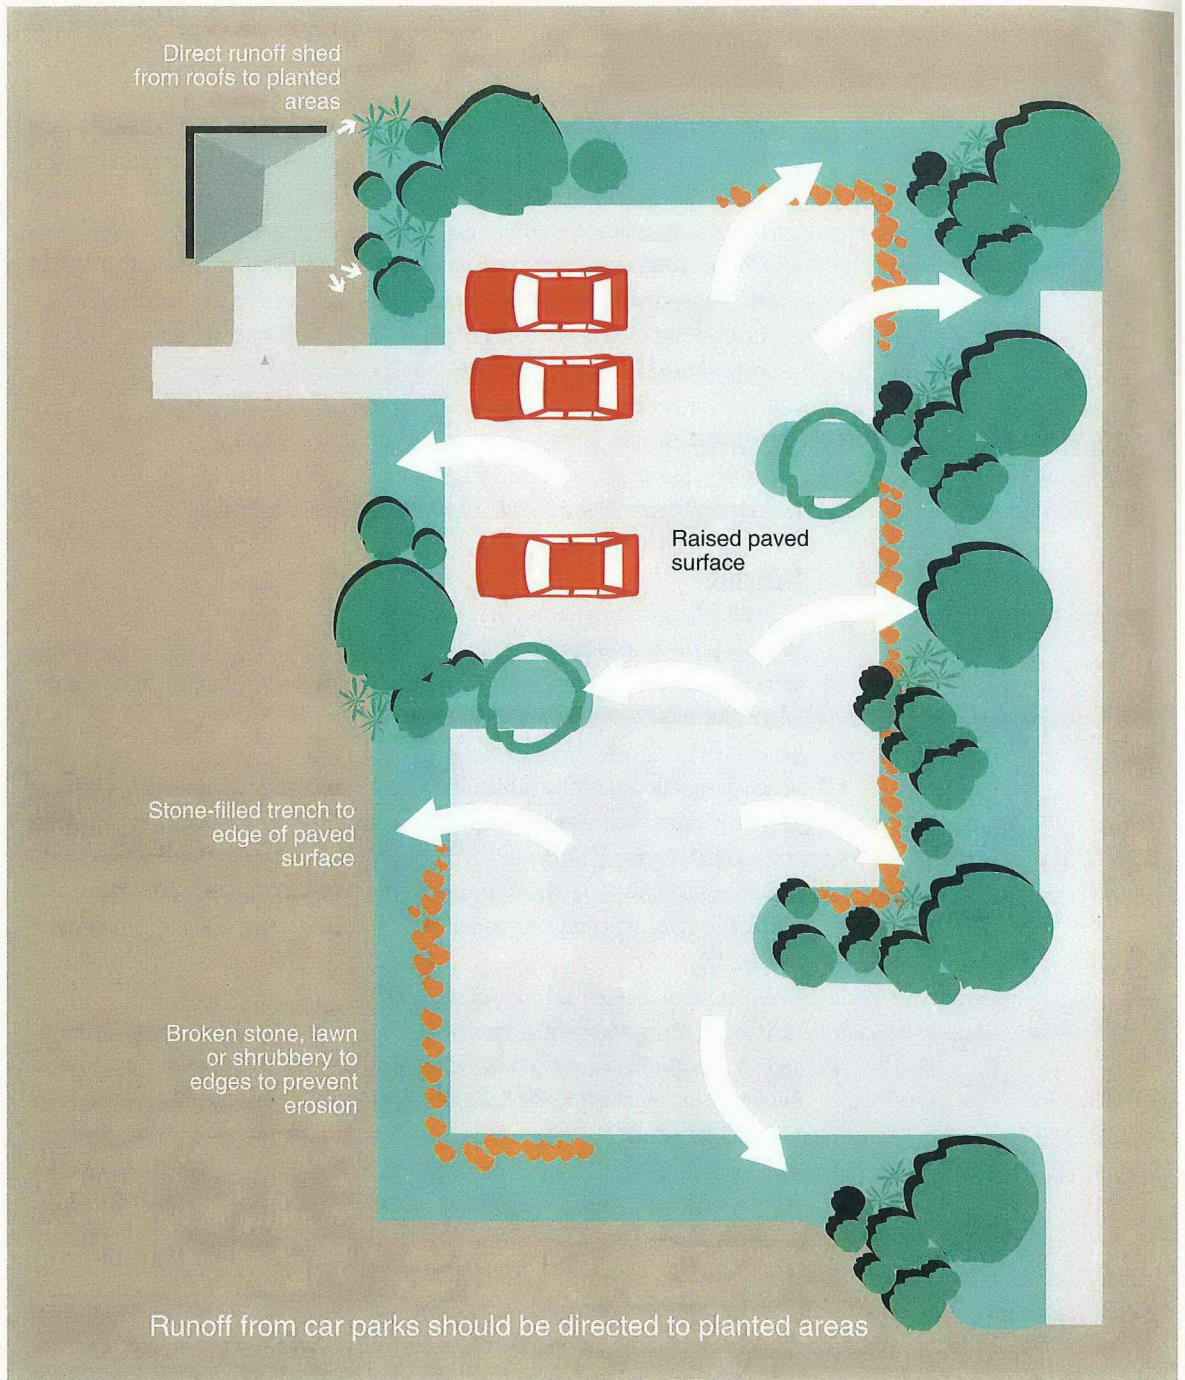 Direct runoff shed
from roofs to planted
areas
Raised paved
surface
Stone-filled trench to
edge of paved
surface
Broken stone, lawn
or shrubbery to
edges to prevent
erosion
Runoff from car parks should be directed to planted areas